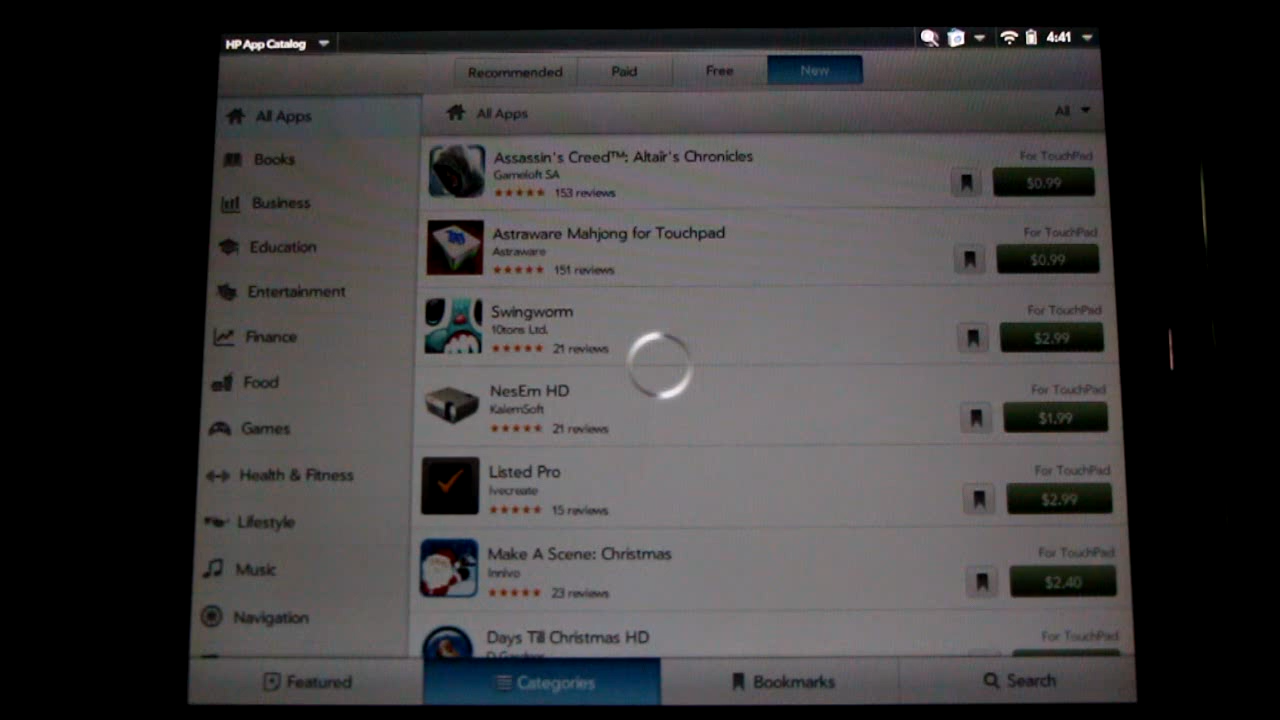 HP App Catalog
4:41
Recommended
Paid
Free
New
All Apps
Books
Business
Education
Entertainment
Finance
Food
Games
Health & Fitness
Lifestyle
Music
Navigation
All Apps
All
Assassin's Creed™: Altaïr's Chronicles
Gameloft SA
153 reviews
For TouchPad
$0.99
Astraware Mahjong for Touchpad
Astraware
151 reviews
For TouchPad
$0.99
Swingworm
10tons Ltd.
21 reviews
For TouchPad
$2.99
NesEm HD
KalemSoft
21 reviews
For TouchPad
$1.99
Listed Pro
Ivecreate
15 reviews
For TouchPad
$2.99
Make A Scene: Christmas
Innivo
23 reviews
For TouchPad
$2.40
Days Till Christmas HD
For TouchPad
Featured
Categories
Bookmarks
Search